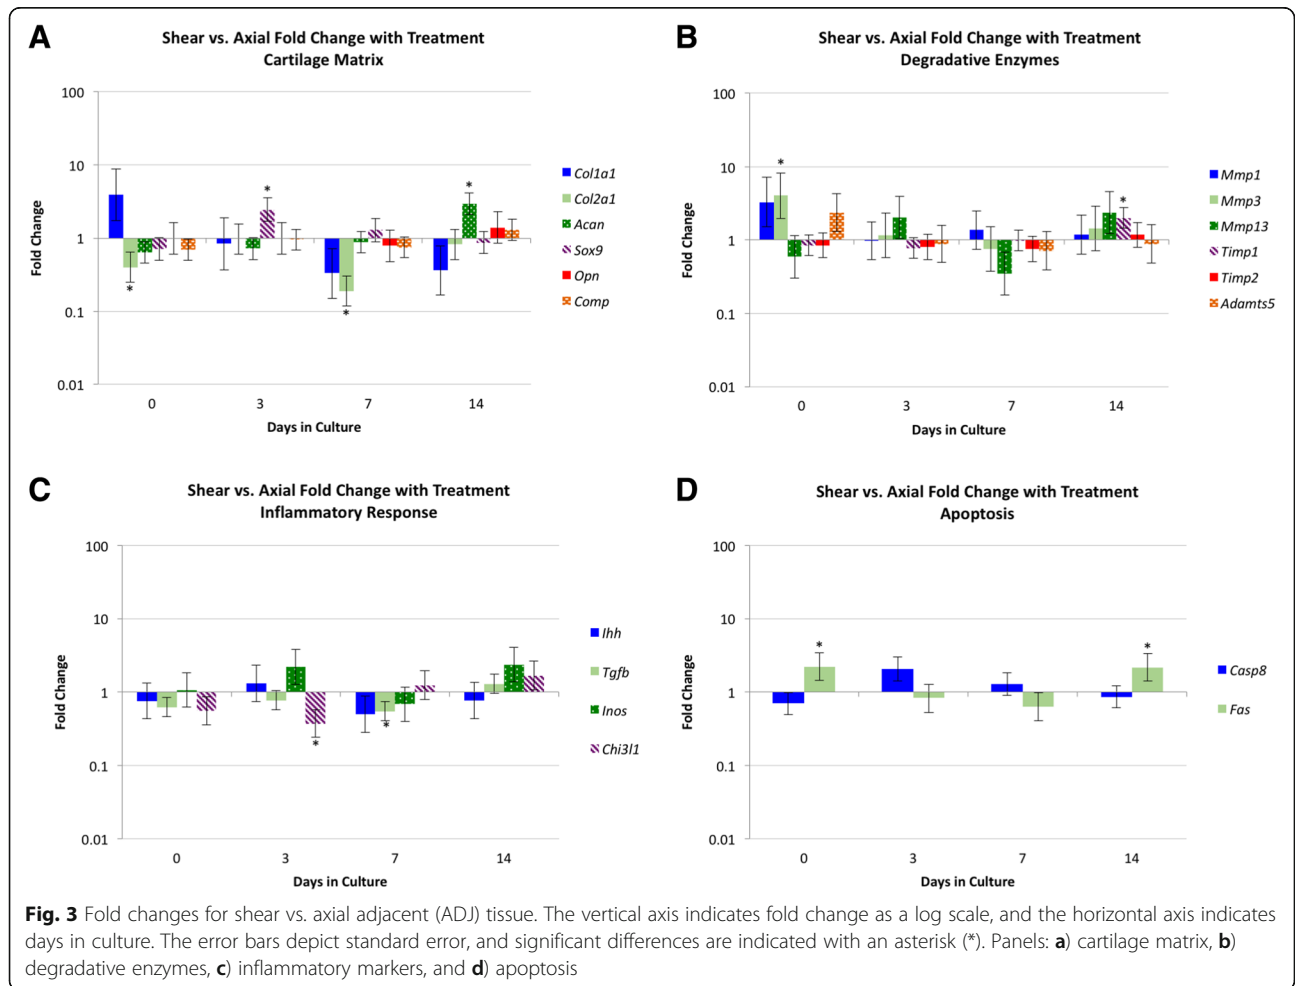 A
Shear vs. Axial Fold Change with Treatment
Cartilage Matrix
100
10
1
0.1
0.01
Fold Change
* * * *
0 3 7 14
Days in Culture
Col1a1
Col2a1
Acan
Sox9
Opn
Comp
B
Shear vs. Axial Fold Change with Treatment
Degradative Enzymes
100
10
1
0.1
0.01
Fold Change
* *
0 3 7 14
Days in Culture
Mmp1
Mmp3
Mmp13
Timp1
Timp2
Adamts5
C
Shear vs. Axial Fold Change with Treatment
Inflammatory Response
100
10
1
0.1
0.01
Fold Change
* *
0 3 7 14
Days in Culture
Ihh
Tgfb
Inos
Chi3l1
D
Shear vs. Axial Fold Change with Treatment
Apoptosis
100
10
1
0.1
0.01
Fold Change
* *
0 3 7 14
Days in Culture
Casp8
Fas
Fig. 3 Fold changes for shear vs. axial adjacent (ADJ) tissue. The vertical axis indicates fold change as a log scale, and the horizontal axis indicates
days in culture. The error bars depict standard error, and significant differences are indicated with an asterisk (*). Panels: a) cartilage matrix, b)
degradative enzymes, c) inflammatory markers, and d) apoptosis